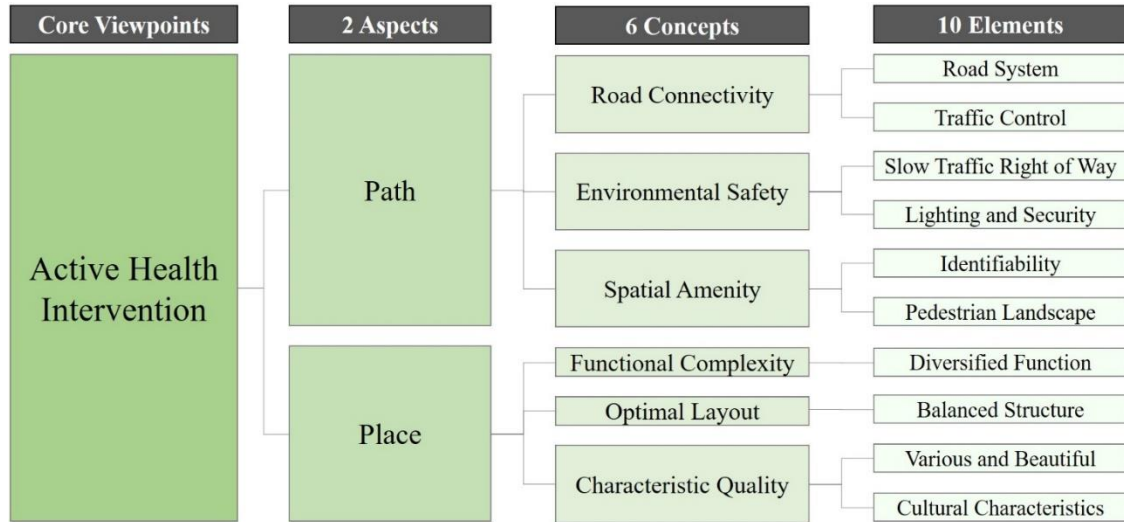 Core Viewpoints
2 Aspects
6 Concepts
10 Elements
Active Health
Intervention
Path
Place
Road Connectivity
Environmental Safety
Spatial Amenity
Functional Complexity
Optimal Layout
Characteristic Quality
Road System
Traffic Control
Slow Traffic Right of Way
Lighting and Security
Identifiability
Pedestrian Landscape
Diversified Function
Balanced Structure
Various and Beautiful
Cultural Characteristics